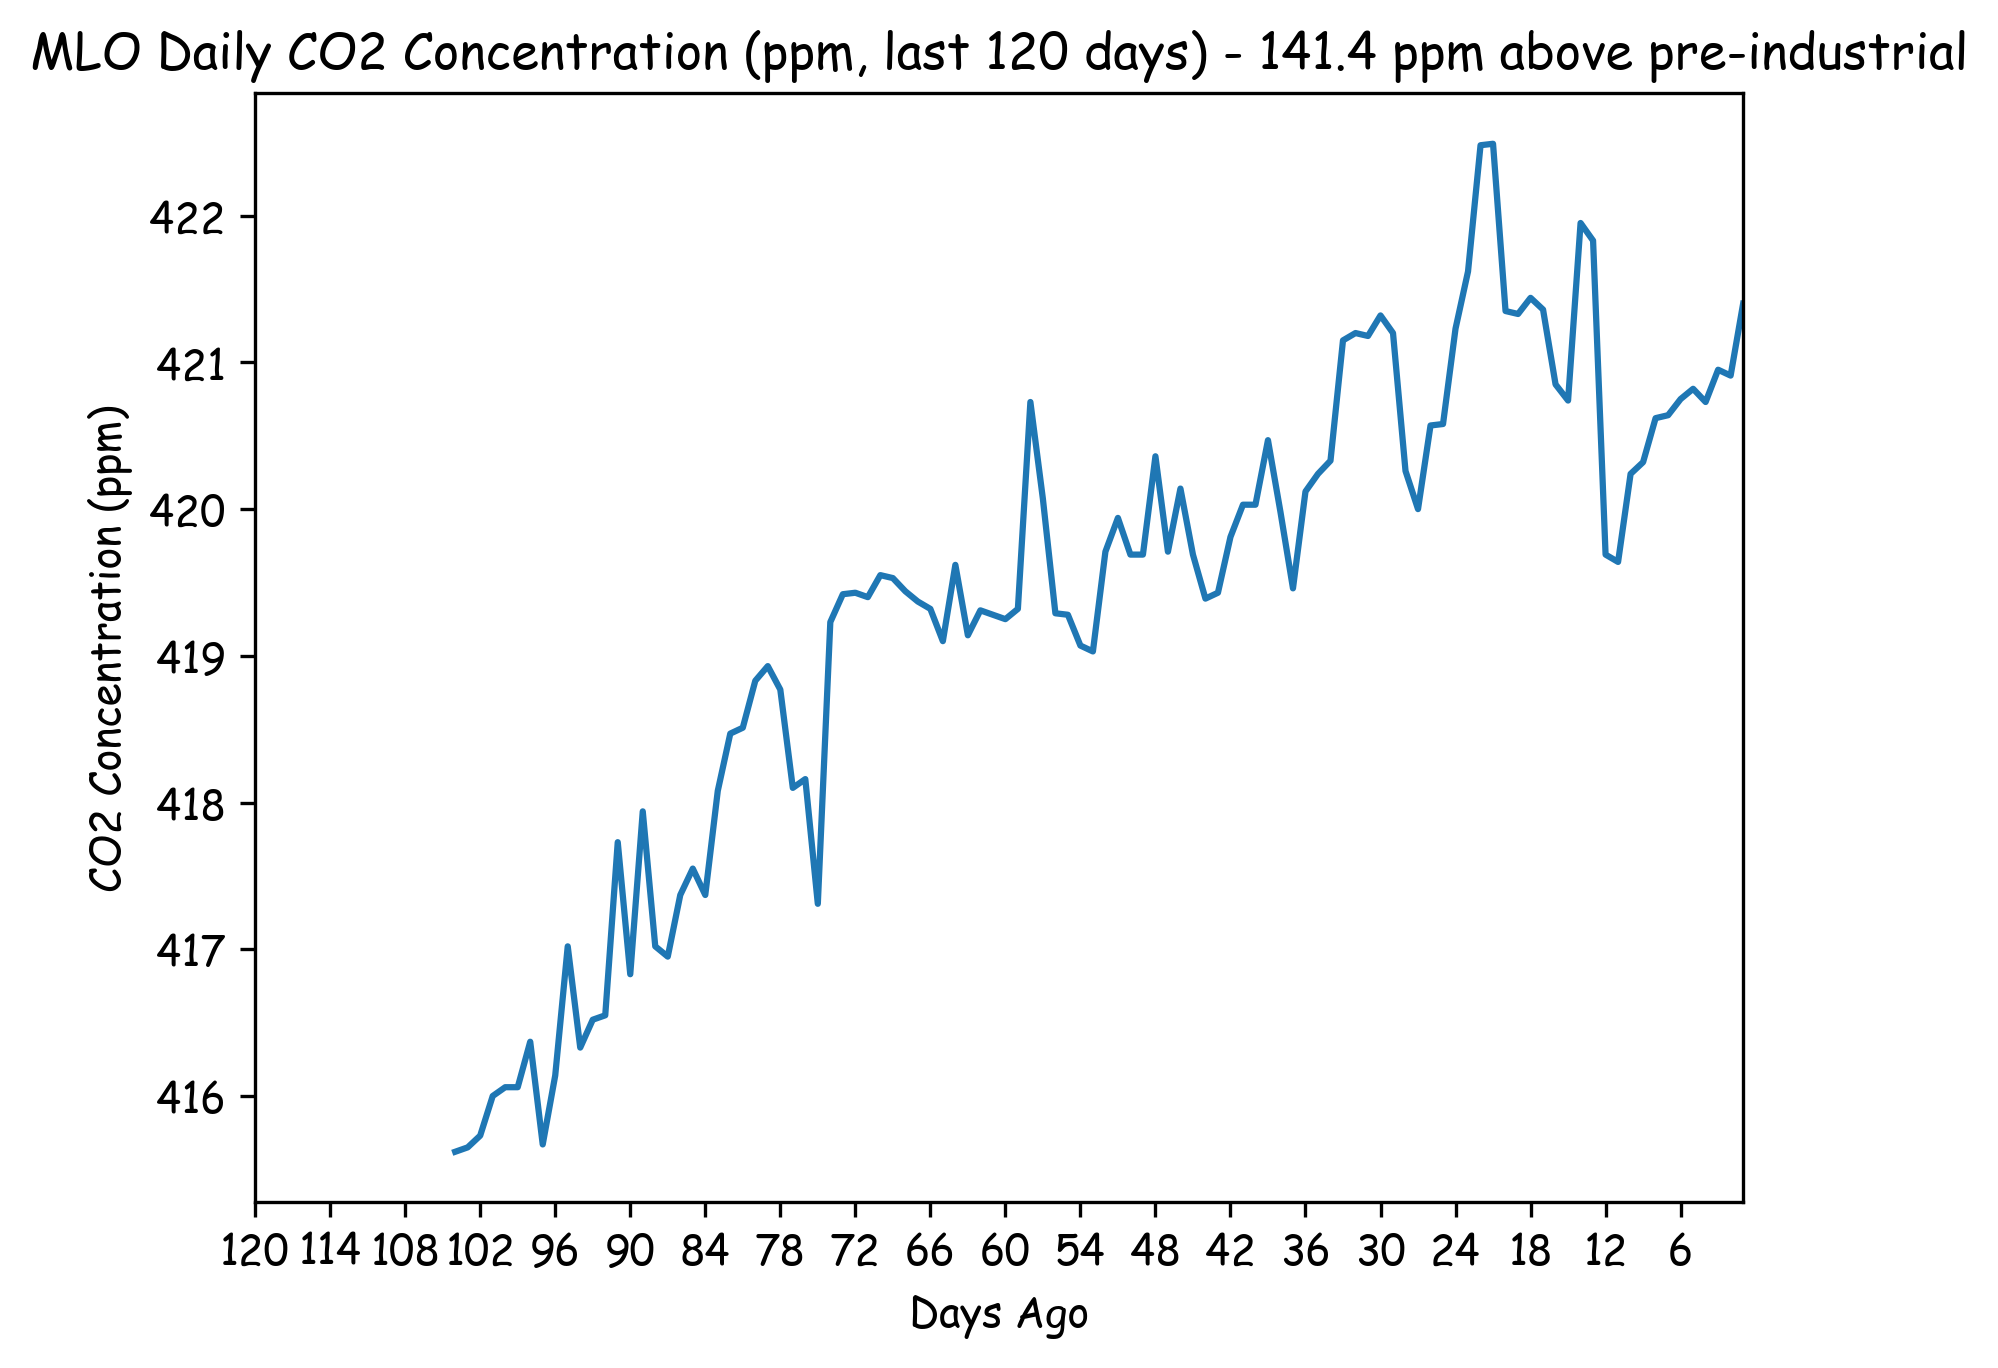 MLO Daily CO2 Concentration (ppm, last 120 days) - 141.4 ppm above pre-industrial
CO2 Concentration (ppm)
422
421
420
419
418
417
416
120 114 108 102 96 90 84 78 72 66 60 54 48 42 36 30 24 18 12 6
Days Ago